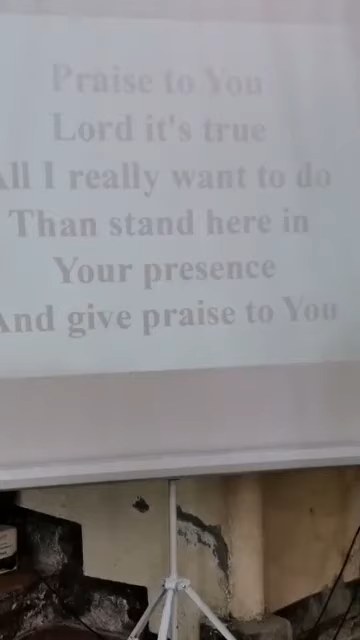 Praise to You
Lord it's true
All I really want to do
Than stand here in
Your presence
And give praise to You